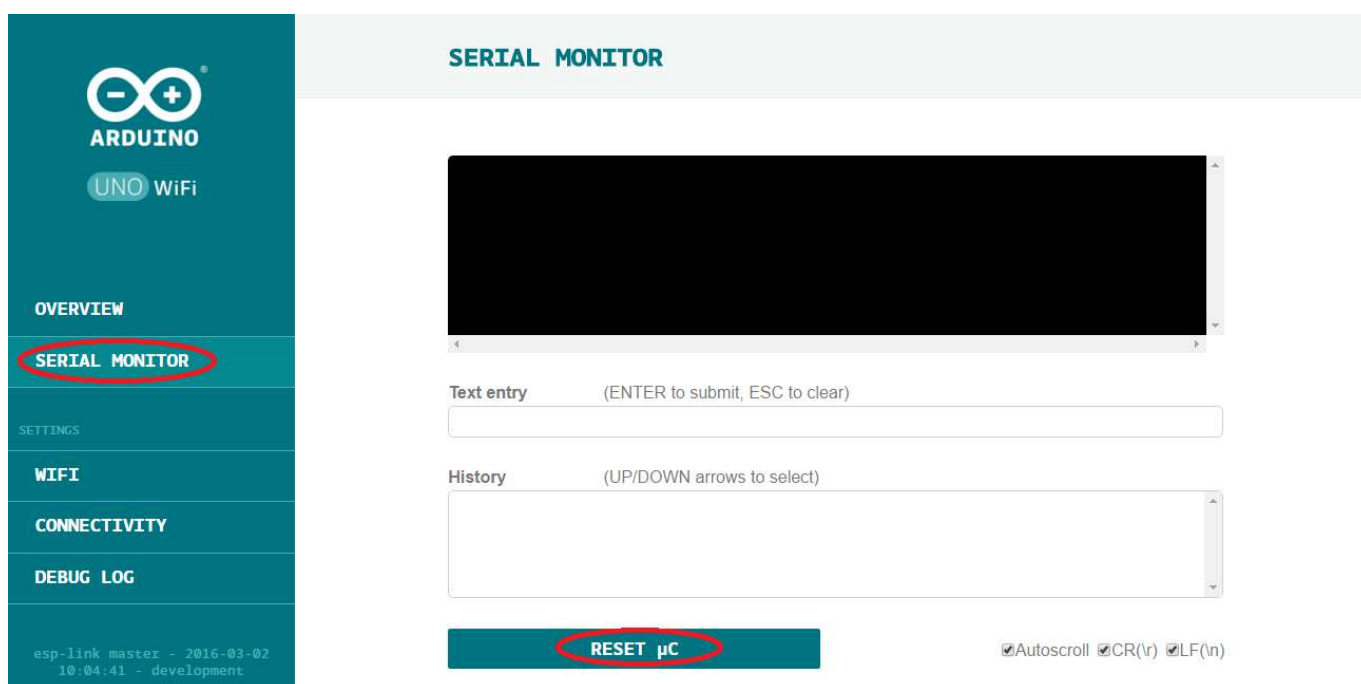 ARDUINO
UNO WiFi
OVERVIEW
SERIAL MONITOR
SETTINGS
WIFI
CONNECTIVITY
DEBUG LOG
esp-link master - 2016-03-02
10:04:41 - development
SERIAL MONITOR
Text entry (ENTER to submit, ESC to clear)
History (UP/DOWN arrows to select)
RESET µC
Autoscroll CR(\r) LF(\n)